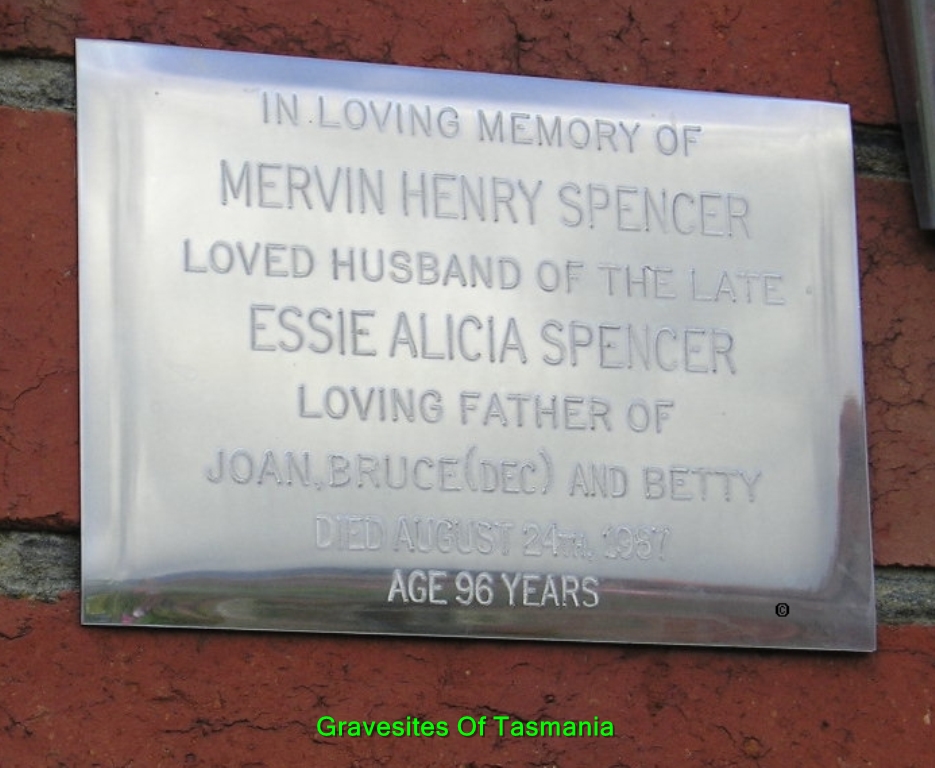 IN LOVING MEMORY OF
MERVIN HENRY SPENCER
LOVED HUSBAND OF THE LATE
ESSIE ALICIA SPENCER
LOVING FATHER OF
JOAN, BRUCE (DEC) AND BETTY
DIED AUGUST 24TH, 1987
AGE 96 YEARS
©
Gravesites Of Tasmania